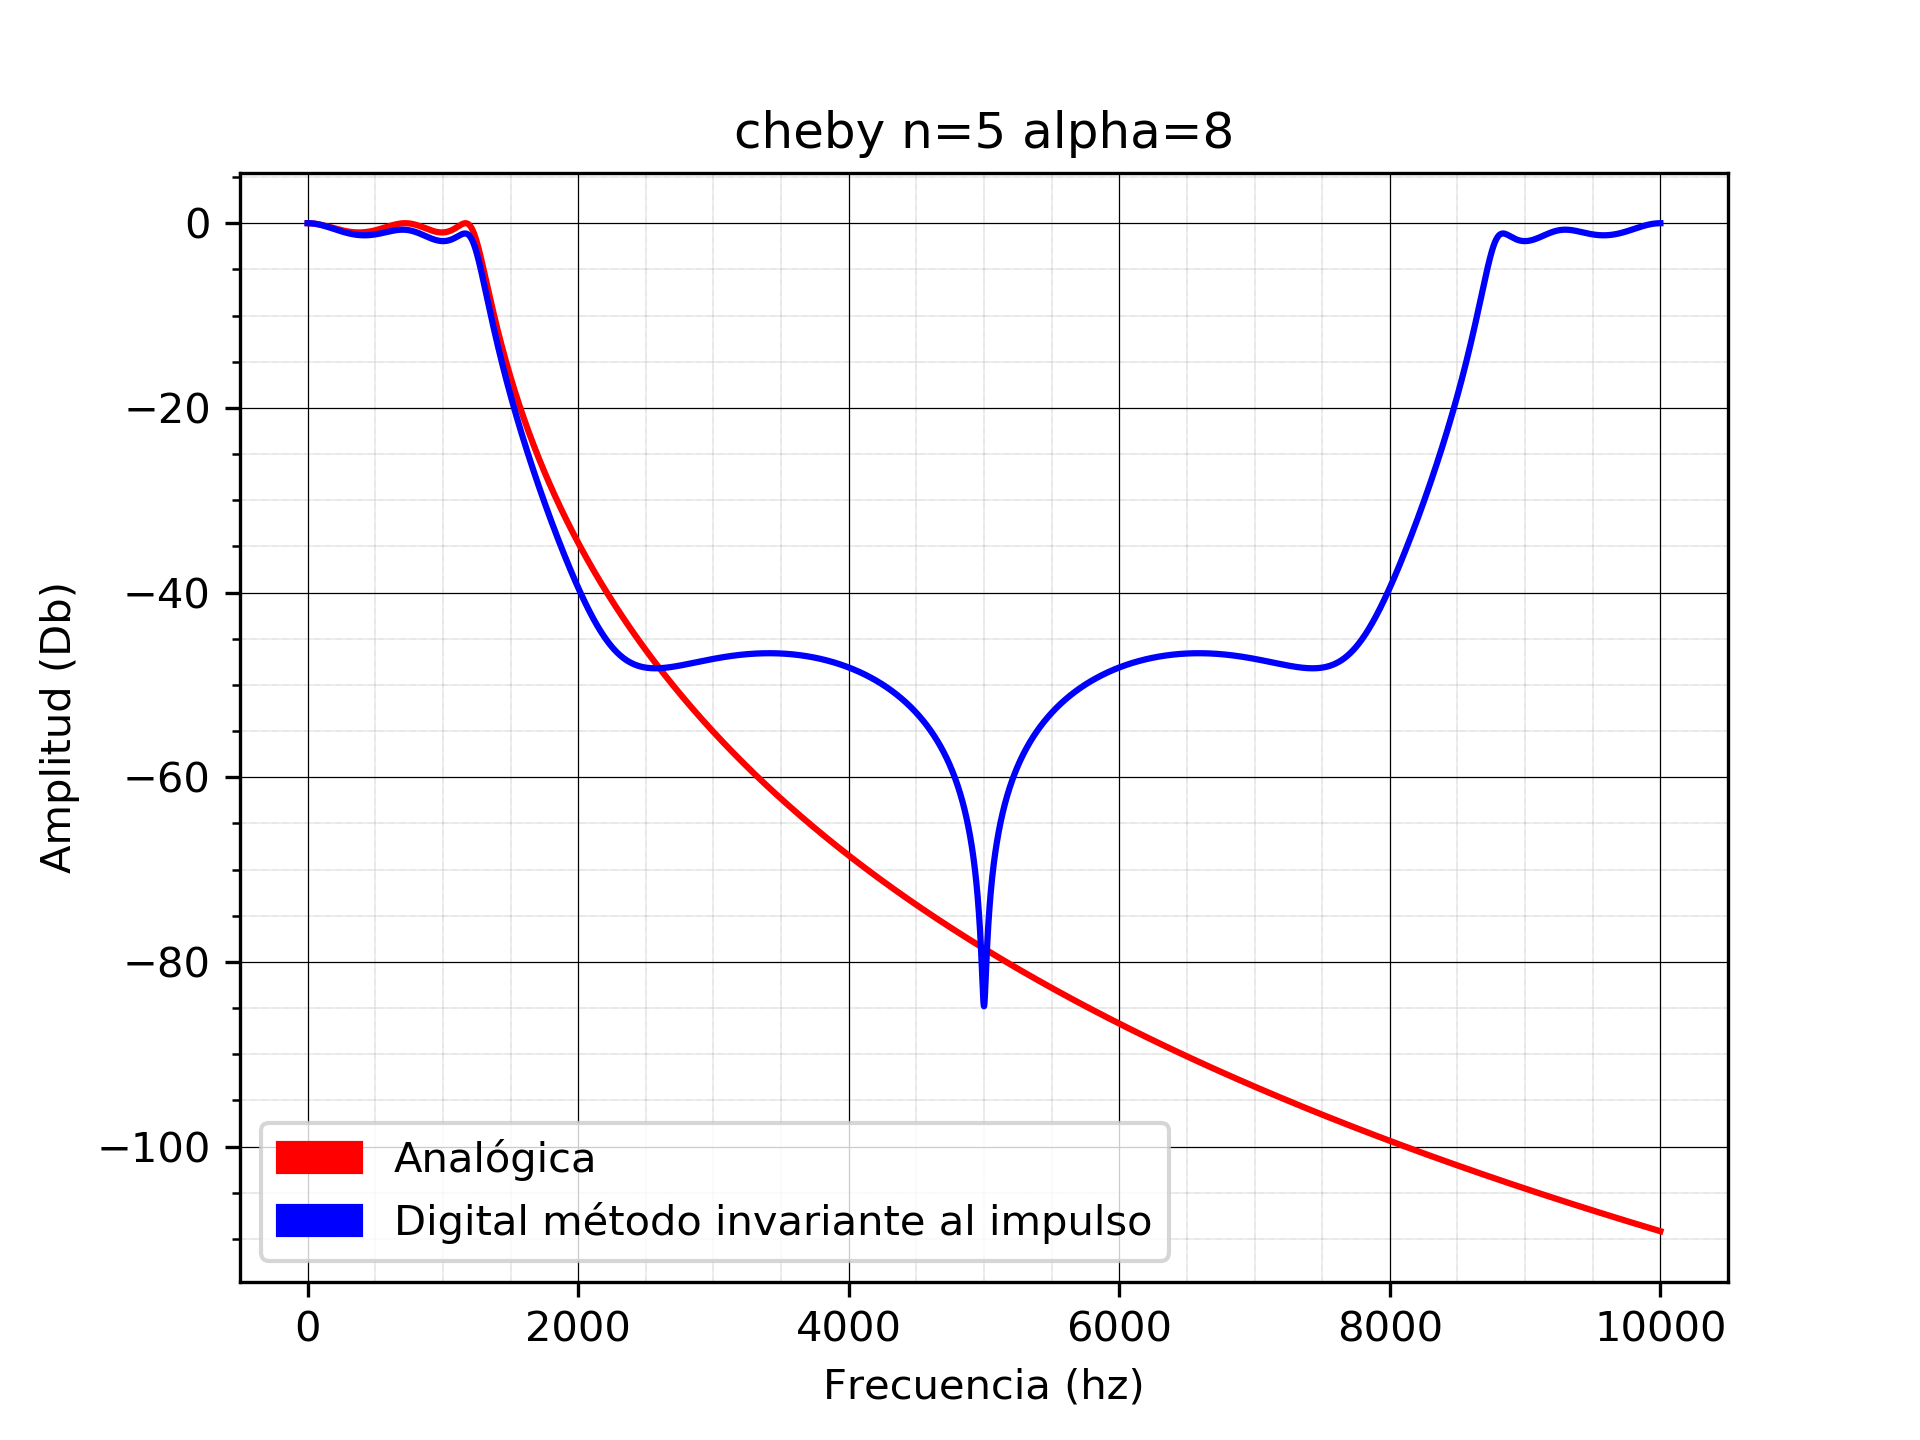 cheby n=5 alpha=8
0
−20
−40
−60
−80
−100
Amplitud (Db)
Analógica
Digital método invariante al impulso
0 2000 4000 6000 8000 10000
Frecuencia (hz)